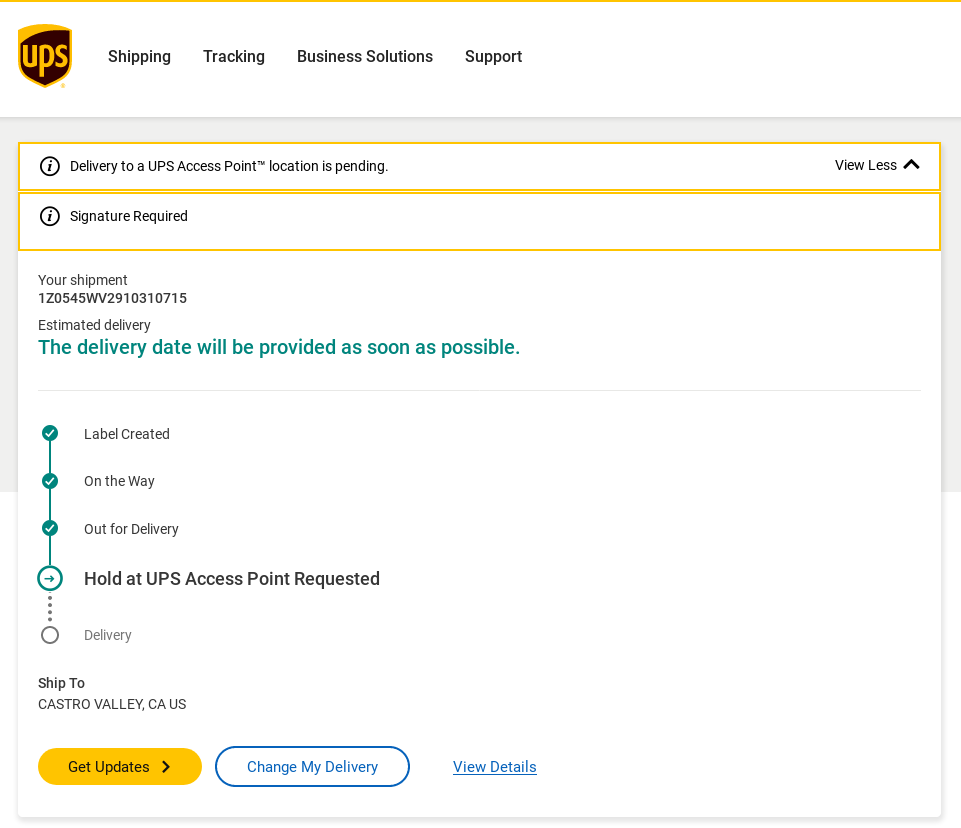 ups
Shipping Tracking Business Solutions Support
Delivery to a UPS Access Point™ location is pending. View Less
Signature Required
Your shipment
1Z0545WV2910310715
Estimated delivery
The delivery date will be provided as soon as possible.
Label Created
On the Way
Out for Delivery
Hold at UPS Access Point Requested
Delivery
Ship To
CASTRO VALLEY, CA US
Get Updates Change My Delivery View Details